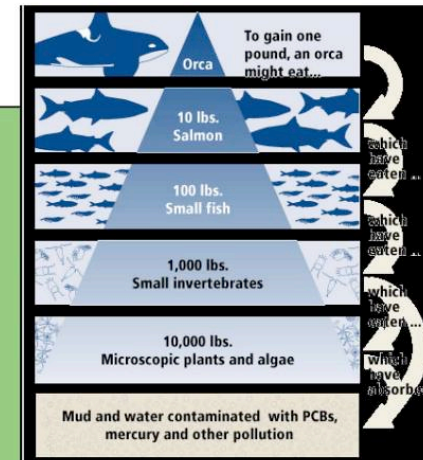 To gain one
pound, an orca
might eat...
Orca
10 lbs.
Salmon
which
have
eaten ...
100 lbs.
Small fish
which
have
eaten ...
1,000 lbs.
Small invertebrates
which
have
eaten ...
10,000 lbs.
Microscopic plants and algae
which
have
absorbe
Mud and water contaminated with PCBs,
mercury and other pollution